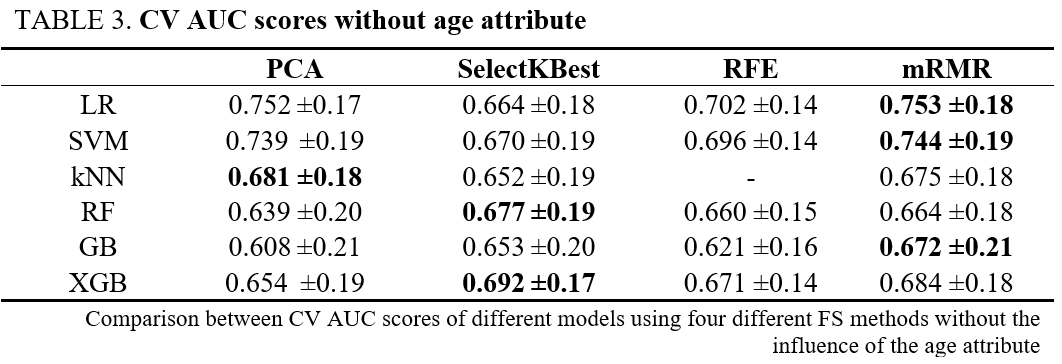 TABLE 3. CV AUC scores without age attribute
PCA SelectKBest RFE mRMR
LR 0.752 ±0.17 0.664 ±0.18 0.702 ±0.14 0.753 ±0.18
SVM 0.739 ±0.19 0.670 ±0.19 0.696 ±0.14 0.744 ±0.19
kNN 0.681 ±0.18 0.652 ±0.19 - 0.675 ±0.18
RF 0.639 ±0.20 0.677 ±0.19 0.660 ±0.15 0.664 ±0.18
GB 0.608 ±0.21 0.653 ±0.20 0.621 ±0.16 0.672 ±0.21
XGB 0.654 ±0.19 0.692 ±0.17 0.671 ±0.14 0.684 ±0.18
Comparison between CV AUC scores of different models using four different FS methods without the
influence of the age attribute